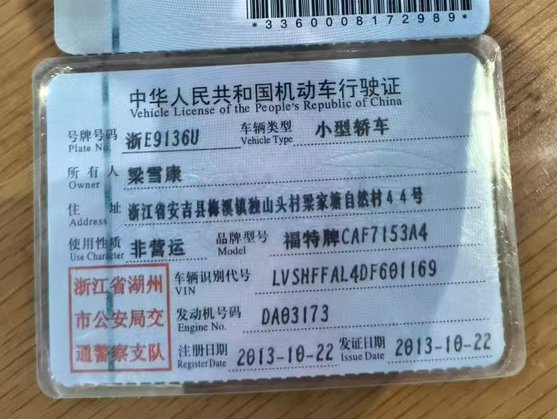 *3360008172989*
中华人民共和国机动车行驶证
Vehicle License of the People's Republic of China
号牌号码 浙E9136U 车辆类型 小型轿车
Plate No. Vehicle Type
所有人 梁雪康
Owner
住址 浙江省安吉县梅溪镇独山头村梁家塘自然村44号
Address
使用性质 非营运 品牌型号 福特牌CAF7153A4
Use Character Model
浙江省湖州
市公安局交
通警察支队
车辆识别代号 LVSHFFAL4DF601169
VIN
发动机号码 DA03173
Engine No.
注册日期 2013-10-22 发证日期 2013-10-22
Register Date Issue Date